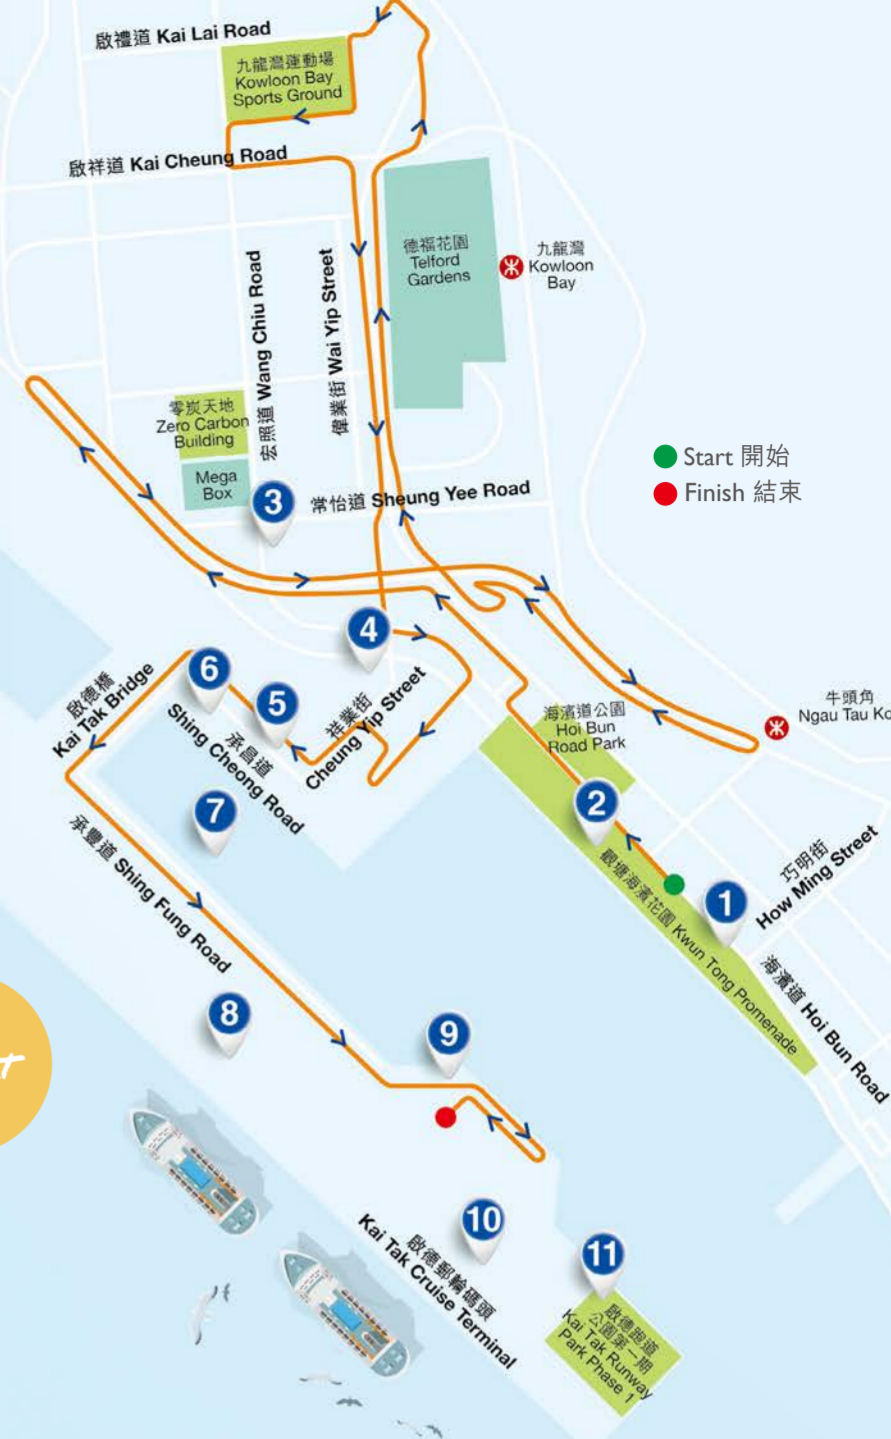 啟禮道 Kai Lai Road
九龍灣運動場
Kowloon Bay
Sports Ground
啟祥道 Kai Cheung Road
德福花園
Telford
Gardens
九龍灣
Kowloon
Bay
宏照道 Wang Chiu Road
偉業街 Wai Yip Street
零炭天地
Zero Carbon
Building
Mega
Box
3
常怡道 Sheung Yee Road
Start 開始
Finish 結束
4
6
5
啟德橋
Kai Tak Bridge
祥業街
Cheung Yip Street
承昌道
Shing Cheong Road
海濱道公園
Hoi Bun
Road Park
牛頭角
Ngau Tau Ko
7
2
承豐道 Shing Fung Road
觀塘海濱花園 Kwun Tong Promenade
1
巧明街
How Ming Street
海濱道 Hoi Bun Road
8
9
10
啟德郵輪碼頭
Kai Tak Cruise Terminal
11
啟德跑道
公園第一期
Kai Tak Runway
Park Phase 1